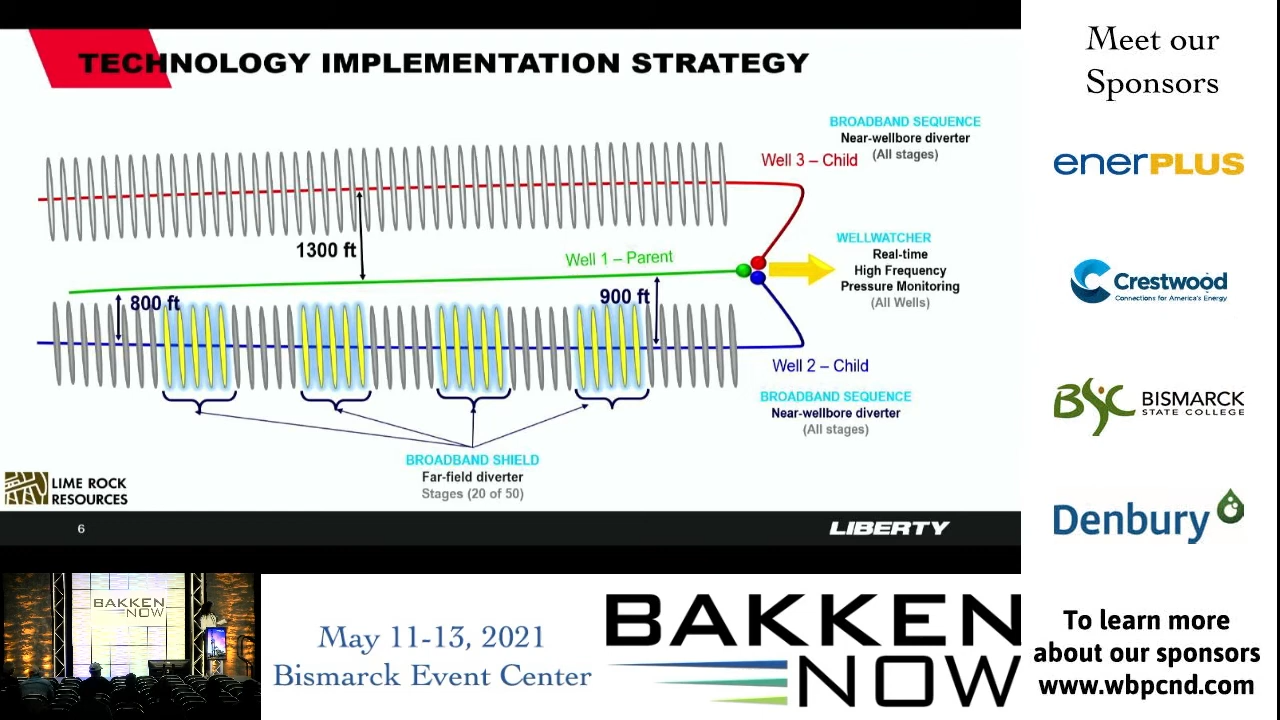 TECHNOLOGY IMPLEMENTATION STRATEGY
BROADBAND SEQUENCE
Near-wellbore diverter
(All stages)
Well 3 – Child
1300 ft
Well 1 – Parent
WELLWATCHER
Real-time
High Frequency
Pressure Monitoring
(All Wells)
800 ft
900 ft
Well 2 – Child
BROADBAND SEQUENCE
Near-wellbore diverter
(All stages)
BROADBAND SHIELD
Far-field diverter
Stages (20 of 50)
LIME ROCK
RESOURCES
6
LIBERTY
Meet our
Sponsors
enerPLUS
Crestwood
Connections for America's Energy
BSC BISMARCK
STATE COLLEGE
Denbury
To learn more
about our sponsors
www.wbpcnd.com
BAKKEN
NOW
May 11-13, 2021
Bismarck Event Center
BAKKEN
NOW